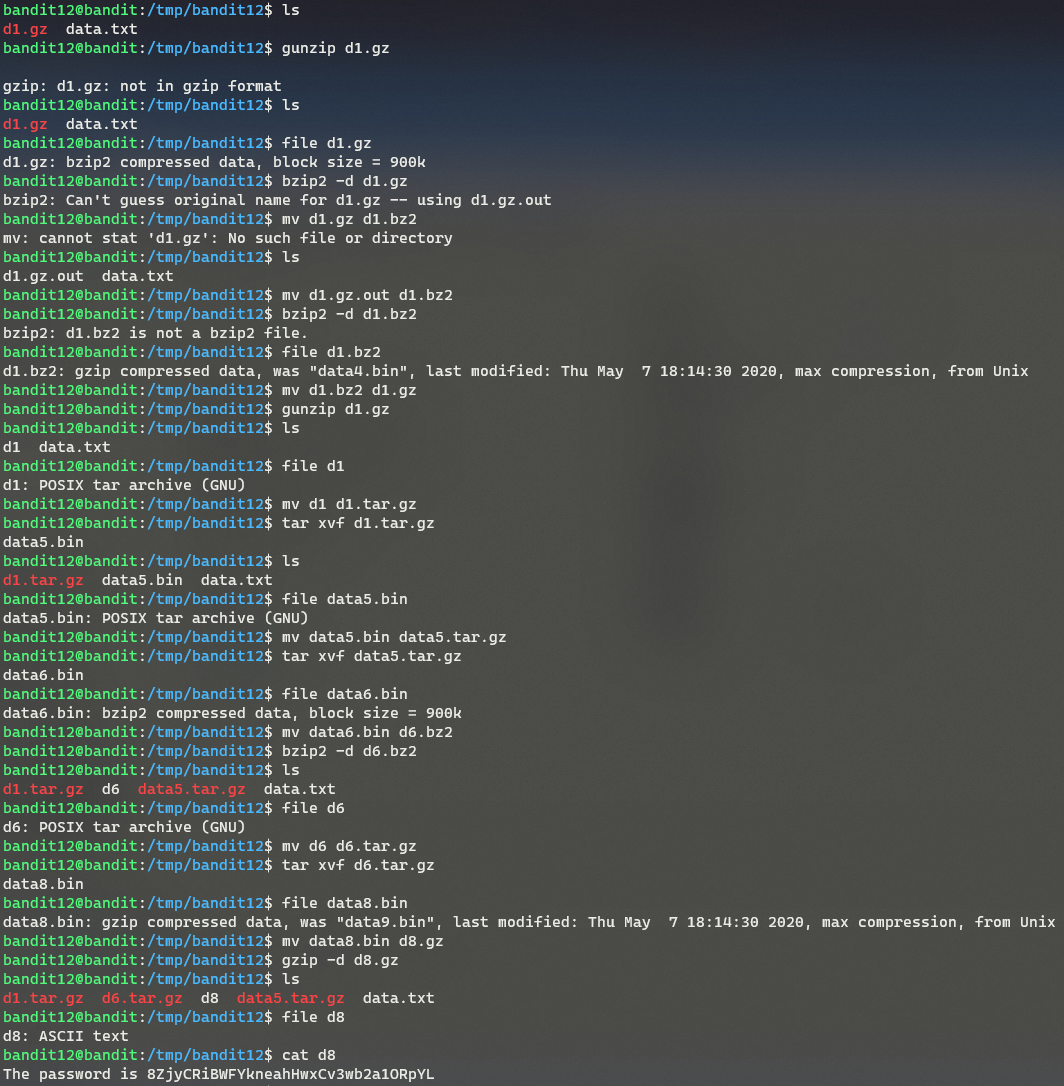 bandit12@bandit:/tmp/bandit12$ ls
d1.gz  data.txt
bandit12@bandit:/tmp/bandit12$ gunzip d1.gz

gzip: d1.gz: not in gzip format
bandit12@bandit:/tmp/bandit12$ ls
d1.gz  data.txt
bandit12@bandit:/tmp/bandit12$ file d1.gz
d1.gz: bzip2 compressed data, block size = 900k
bandit12@bandit:/tmp/bandit12$ bzip2 -d d1.gz
bzip2: Can't guess original name for d1.gz -- using d1.gz.out
bandit12@bandit:/tmp/bandit12$ mv d1.gz d1.bz2
mv: cannot stat 'd1.gz': No such file or directory
bandit12@bandit:/tmp/bandit12$ ls
d1.gz.out  data.txt
bandit12@bandit:/tmp/bandit12$ mv d1.gz.out d1.bz2
bandit12@bandit:/tmp/bandit12$ bzip2 -d d1.bz2
bzip2: d1.bz2 is not a bzip2 file.
bandit12@bandit:/tmp/bandit12$ file d1.bz2
d1.bz2: gzip compressed data, was "data4.bin", last modified: Thu May  7 18:14:30 2020, max compression, from Unix
bandit12@bandit:/tmp/bandit12$ mv d1.bz2 d1.gz
bandit12@bandit:/tmp/bandit12$ gunzip d1.gz
bandit12@bandit:/tmp/bandit12$ ls
d1  data.txt
bandit12@bandit:/tmp/bandit12$ file d1
d1: POSIX tar archive (GNU)
bandit12@bandit:/tmp/bandit12$ mv d1 d1.tar.gz
bandit12@bandit:/tmp/bandit12$ tar xvf d1.tar.gz
data5.bin
bandit12@bandit:/tmp/bandit12$ ls
d1.tar.gz  data5.bin  data.txt
bandit12@bandit:/tmp/bandit12$ file data5.bin
data5.bin: POSIX tar archive (GNU)
bandit12@bandit:/tmp/bandit12$ mv data5.bin data5.tar.gz
bandit12@bandit:/tmp/bandit12$ tar xvf data5.tar.gz
data6.bin
bandit12@bandit:/tmp/bandit12$ file data6.bin
data6.bin: bzip2 compressed data, block size = 900k
bandit12@bandit:/tmp/bandit12$ mv data6.bin d6.bz2
bandit12@bandit:/tmp/bandit12$ bzip2 -d d6.bz2
bandit12@bandit:/tmp/bandit12$ ls
d1.tar.gz  d6  data5.tar.gz  data.txt
bandit12@bandit:/tmp/bandit12$ file d6
d6: POSIX tar archive (GNU)
bandit12@bandit:/tmp/bandit12$ mv d6 d6.tar.gz
bandit12@bandit:/tmp/bandit12$ tar xvf d6.tar.gz
data8.bin
bandit12@bandit:/tmp/bandit12$ file data8.bin
data8.bin: gzip compressed data, was "data9.bin", last modified: Thu May  7 18:14:30 2020, max compression, from Unix
bandit12@bandit:/tmp/bandit12$ mv data8.bin d8.gz
bandit12@bandit:/tmp/bandit12$ gzip -d d8.gz
bandit12@bandit:/tmp/bandit12$ ls
d1.tar.gz  d6.tar.gz  d8  data5.tar.gz  data.txt
bandit12@bandit:/tmp/bandit12$ file d8
d8: ASCII text
bandit12@bandit:/tmp/bandit12$ cat d8
The password is 8ZjyCRiBWFYkneahHwxCv3wb2a1ORpYL